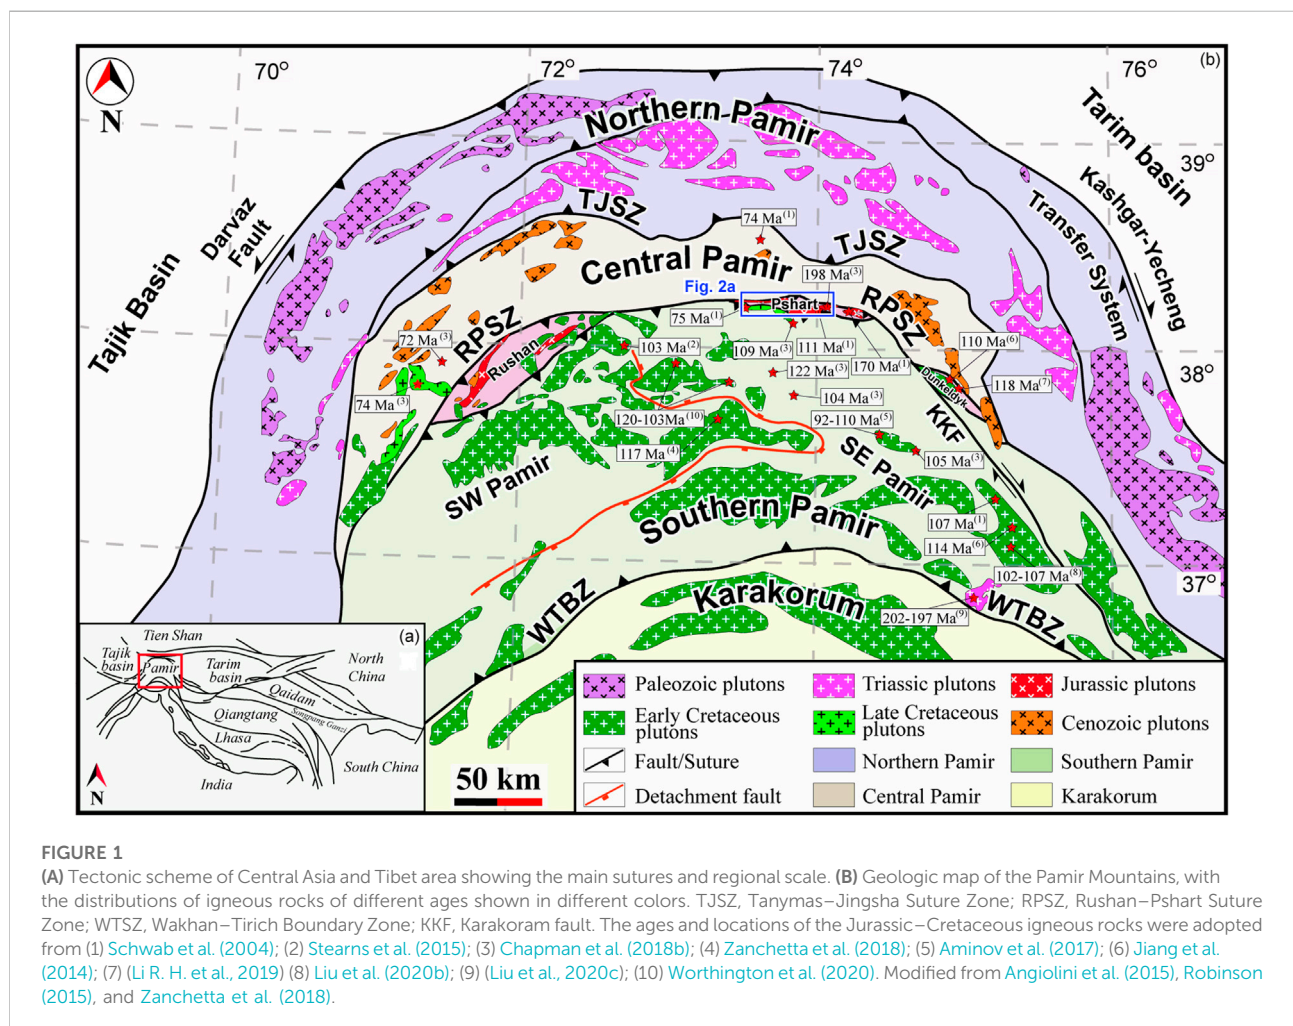 70°
72°
74°
76°
(b)
N
Northern Pamir
Tarim basin
39°
Kashgar-Yecheng
Transfer System
Darvaz
Fault
Tajik Basin
TJSZ
74 Ma(1)
TJSZ
Central Pamir
198 Ma(3)
Fig. 2a
Pshart
RPSZ
75 Ma(1)
RPSZ
72 Ma(3)
Rushan
103 Ma(2)
109 Ma(3)
111 Ma(1)
170 Ma(1)
110 Ma(6)
38°
122 Ma(3)
Dunkeldyk
118 Ma(7)
74 Ma(3)
104 Ma(3)
120-103Ma(10)
92-110 Ma(5)
KKF
117 Ma(4)
SE Pamir
105 Ma(3)
SW Pamir
Southern Pamir
107 Ma(1)
114 Ma(6)
102-107 Ma(8)
37°
WTBZ
Karakorum
WTBZ
202-197 Ma(9)
(a)
Tien Shan
Tajik
basin
Pamir
Tarim
basin
North
China
Qaidam
Songpang Ganzi
Qiangtang
Lhasa
South China
India
N
50 km
Paleozoic plutons
Triassic plutons
Jurassic plutons
Early Cretaceous
plutons
Late Cretaceous
plutons
Cenozoic plutons
Fault/Suture
Northern Pamir
Southern Pamir
Detachment fault
Central Pamir
Karakorum
FIGURE 1
(A) Tectonic scheme of Central Asia and Tibet area showing the main sutures and regional scale. (B) Geologic map of the Pamir Mountains, with
the distributions of igneous rocks of different ages shown in different colors. TJSZ, Tanymas–Jingsha Suture Zone; RPSZ, Rushan–Pshart Suture
Zone; WTSZ, Wakhan–Tirich Boundary Zone; KKF, Karakoram fault. The ages and locations of the Jurassic–Cretaceous igneous rocks were adopted
from (1) Schwab et al. (2004); (2) Stearns et al. (2015); (3) Chapman et al. (2018b); (4) Zanchetta et al. (2018); (5) Aminov et al. (2017); (6) Jiang et al.
(2014); (7) (Li R. H. et al., 2019) (8) Liu et al. (2020b); (9) (Liu et al., 2020c); (10) Worthington et al. (2020). Modified from Angiolini et al. (2015), Robinson
(2015), and Zanchetta et al. (2018).